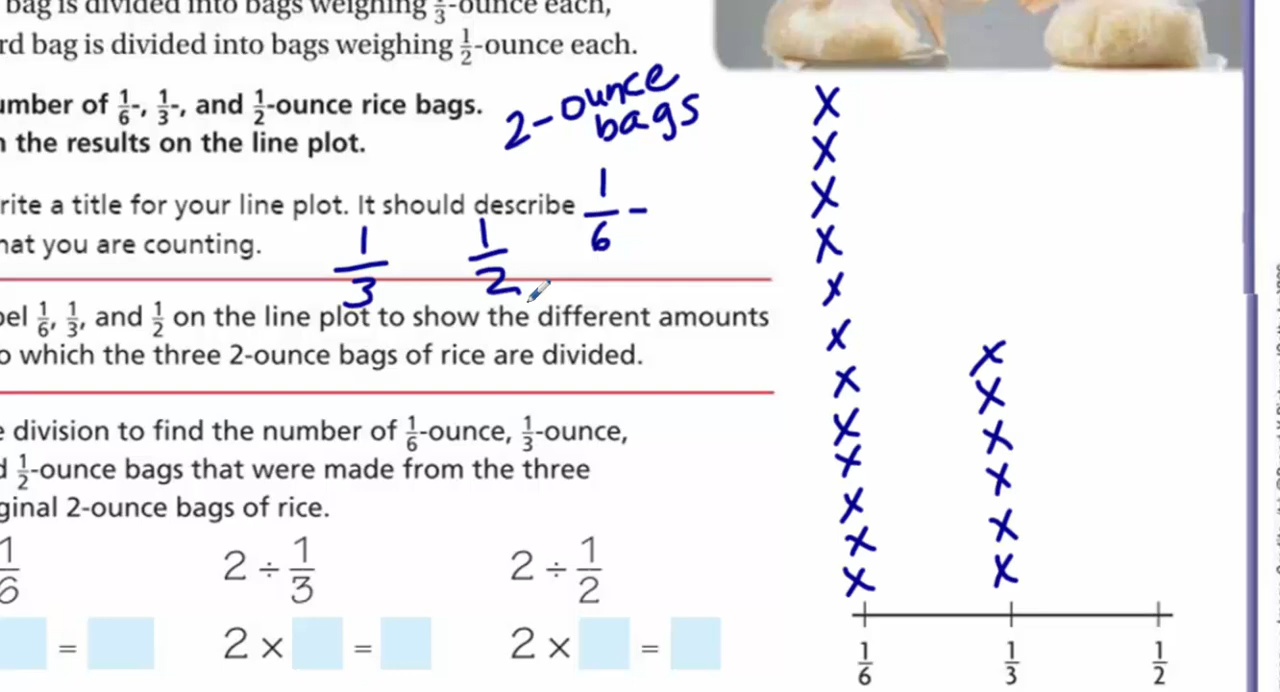 bag is divided into bags weighing 1/3-ounce each,
rd bag is divided into bags weighing 1/2-ounce each.
umber of 1/6-, 1/3-, and 1/2-ounce rice bags.
n the results on the line plot.
2-ounce
bags
rite a title for your line plot. It should describe
hat you are counting.
1/6 -
1/3 1/2
bel 1/6, 1/3, and 1/2 on the line plot to show the different amounts
o which the three 2-ounce bags of rice are divided.
e division to find the number of 1/6-ounce, 1/3-ounce,
d 1/2-ounce bags that were made from the three
ginal 2-ounce bags of rice.
1/6 2 ÷ 1/3 2 ÷ 1/2
= 2 × = 2 × =
X
X
X
X
X
X
X X
X X
X X
X X
X X
X X
1/6 1/3 1/2